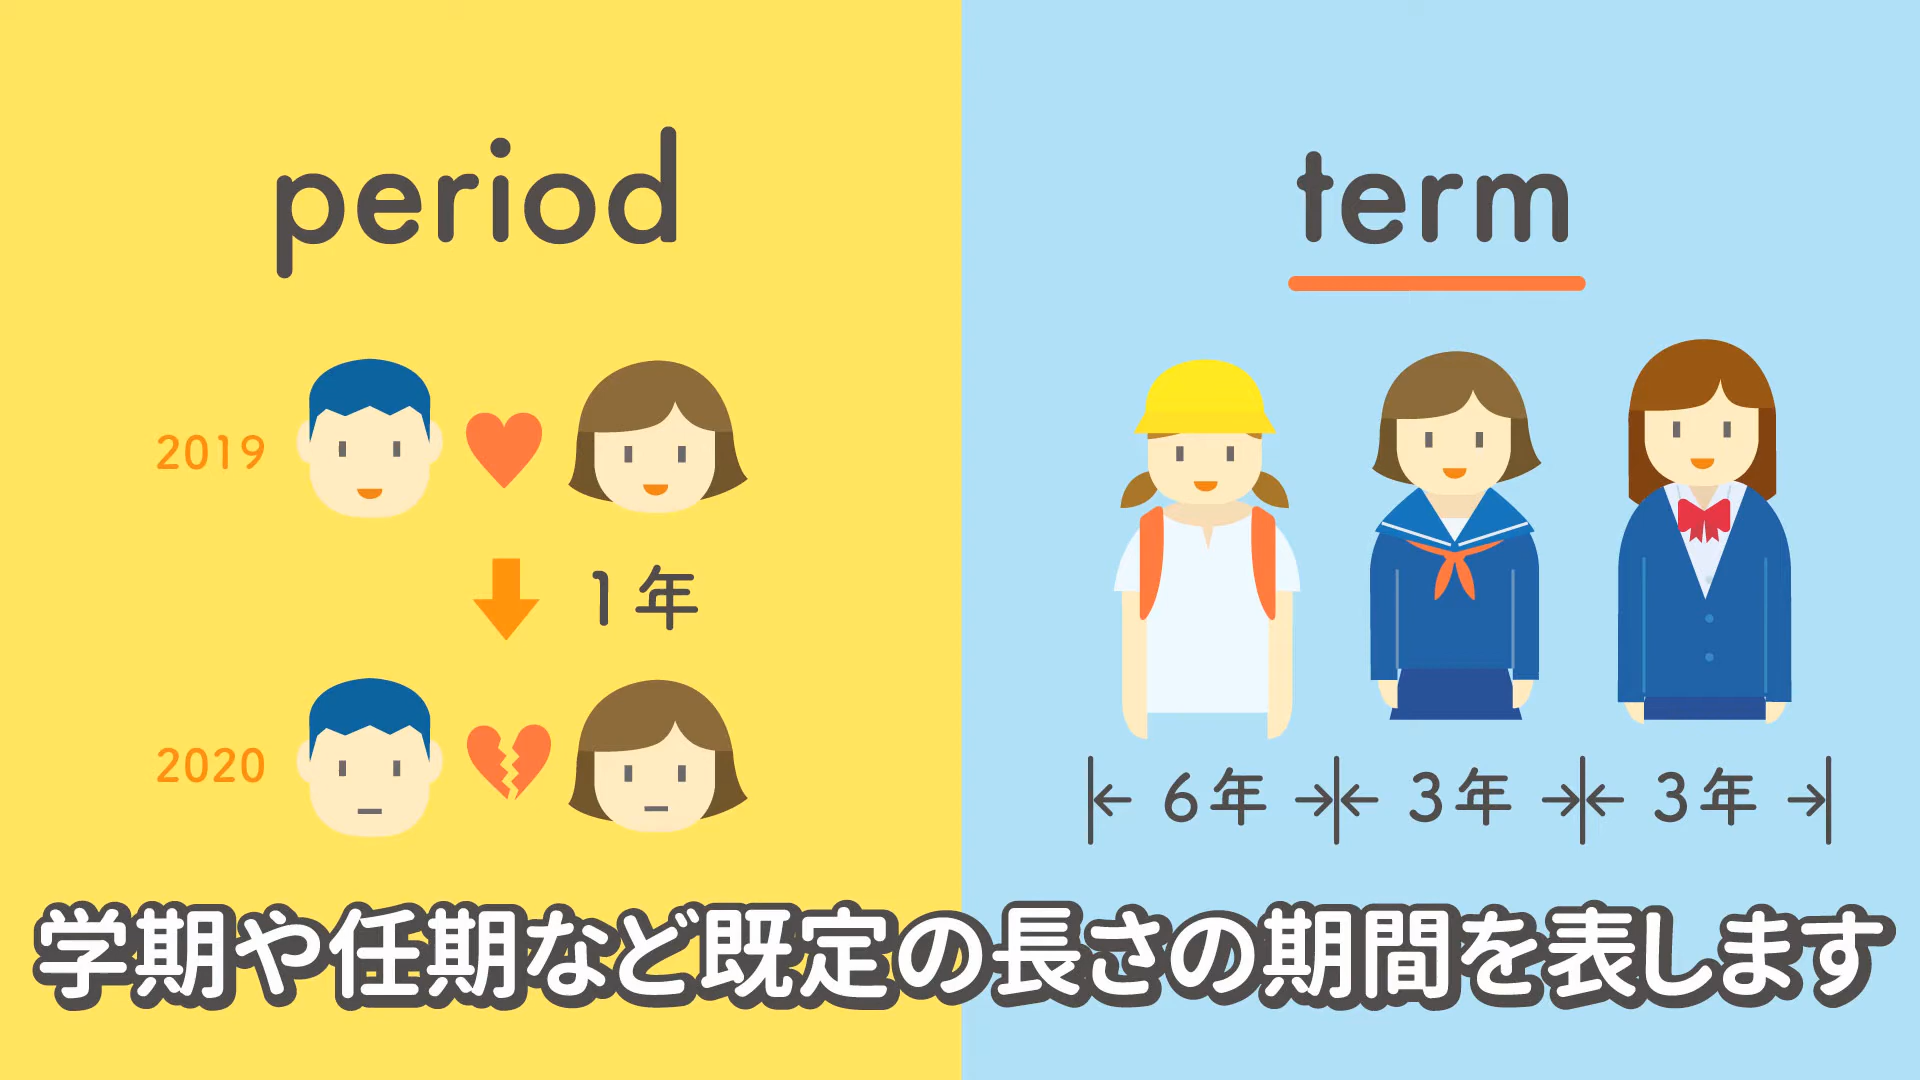 period
2019
1年
2020
term
6年 3年 3年
学期や任期など既定の長さの期間を表します